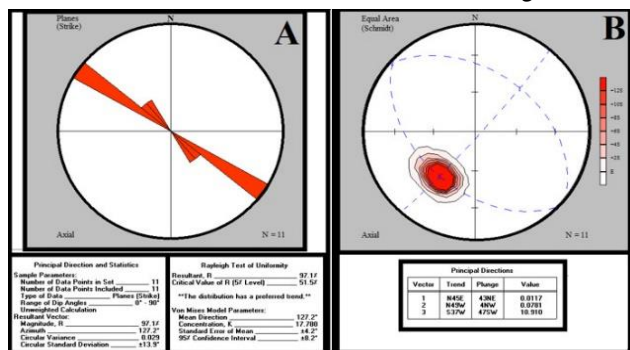 Planes
(Strike)
N
A
Axial
N = 11
Equal Area
(Schmidt)
N
B
Axial
N = 11
Principal Direction and Statistics
Sample Parameters:
Number of Data Points in Set 11
Number of Data Points Included 11
Type of Data Planes (Strike)
Range of Dip Angles 0° - 90°
Unweighted Calculation
Resultant Vector:
Magnitude, R 97.1%
Azimuth 127.2°
Circular Variance 0.029
Circular Standard Deviation ±13.9°
Rayleigh Test of Uniformity
Resultant, R 97.1%
Critical Value of R (5% Level) 51.5%
**The distribution has a preferred trend.**
Von Mises Model Parameters:
Mean Direction 127.2°
Concentration, K 17.780
Standard Error of Mean ±4.2°
95% Confidence Interval ±8.2°
Principal Directions
Vector Trend Plunge Value
1 N45E 43NE 0.0117
2 N49W 4NW 0.0781
3 S37W 47SW 10.910